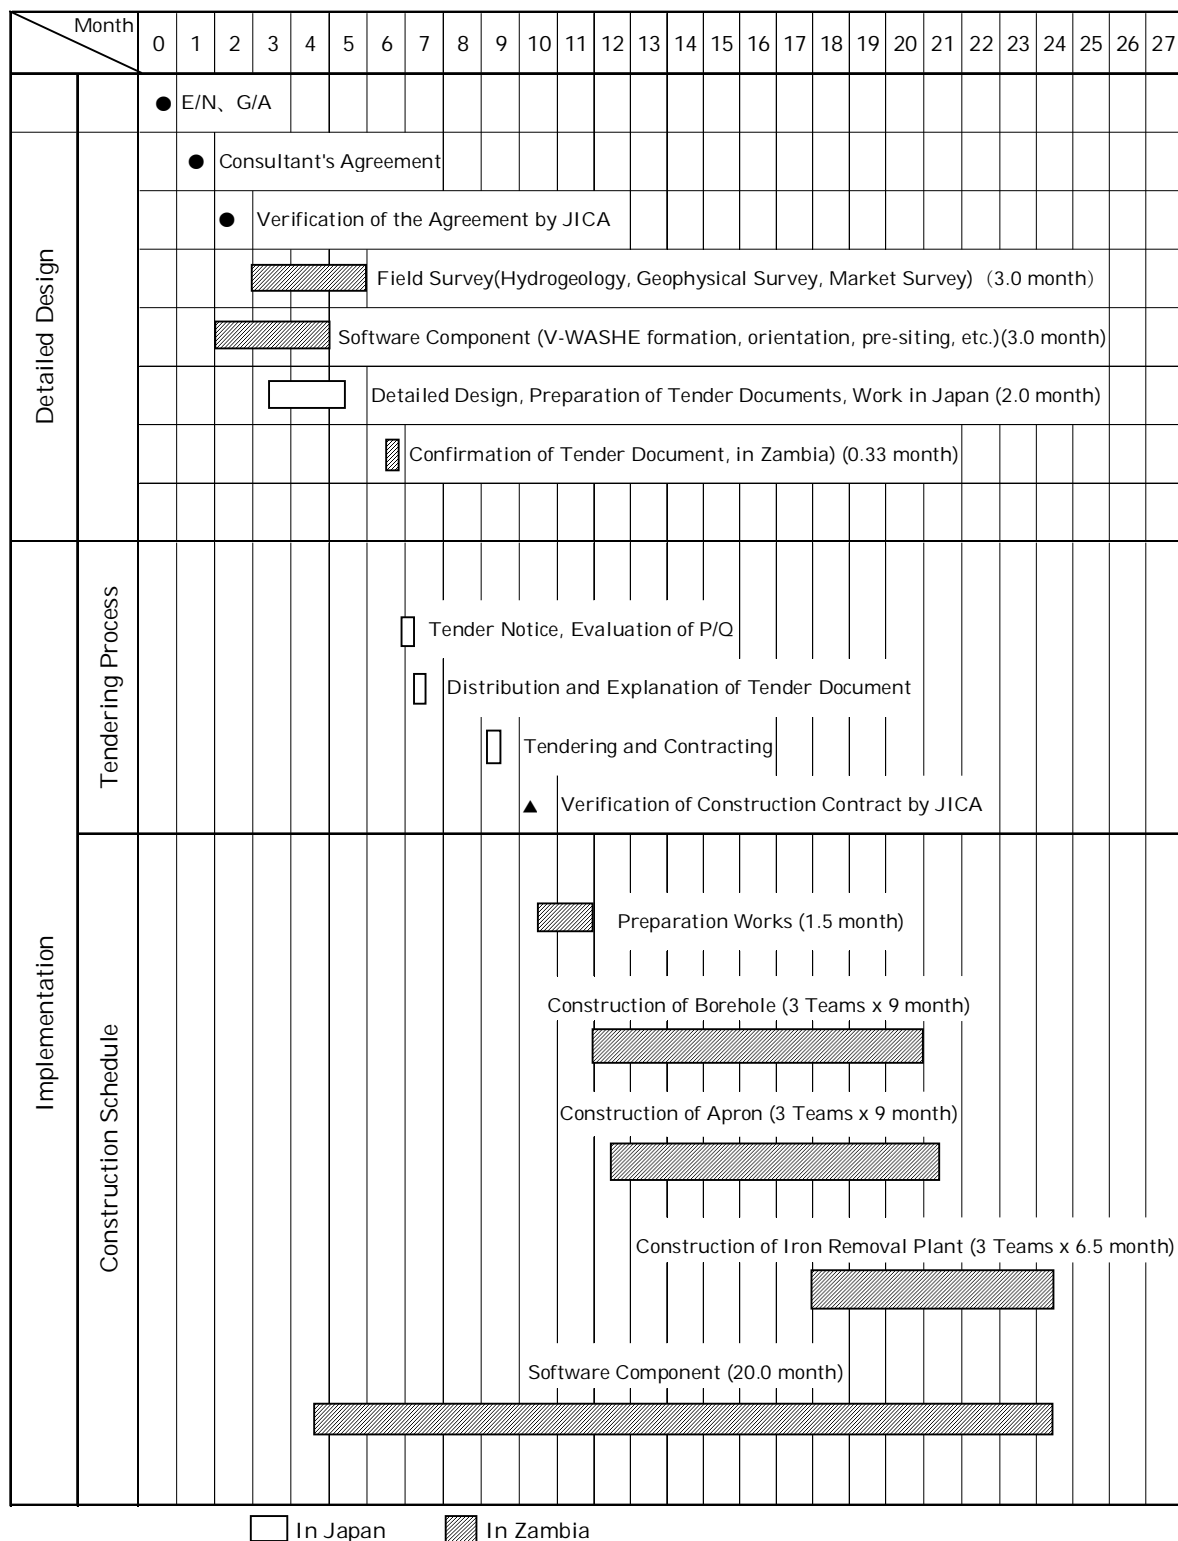 Month
0 1 2 3 4 5 6 7 8 9 10 11 12 13 14 15 16 17 18 19 20 21 22 23 24 25 26 27
E/N、G/A
Detailed Design
Consultant's Agreement
Verification of the Agreement by JICA
Field Survey(Hydrogeology, Geophysical Survey, Market Survey)（3.0 month）
Software Component (V-WASHE formation, orientation, pre-siting, etc.)(3.0 month)
Detailed Design, Preparation of Tender Documents, Work in Japan (2.0 month)
Confirmation of Tender Document, in Zambia) (0.33 month)
Implementation
Tendering Process
Tender Notice, Evaluation of P/Q
Distribution and Explanation of Tender Document
Tendering and Contracting
Verification of Construction Contract by JICA
Construction Schedule
Preparation Works (1.5 month)
Construction of Borehole (3 Teams x 9 month)
Construction of Apron (3 Teams x 9 month)
Construction of Iron Removal Plant (3 Teams x 6.5 month)
Software Component (20.0 month)
In Japan
In Zambia